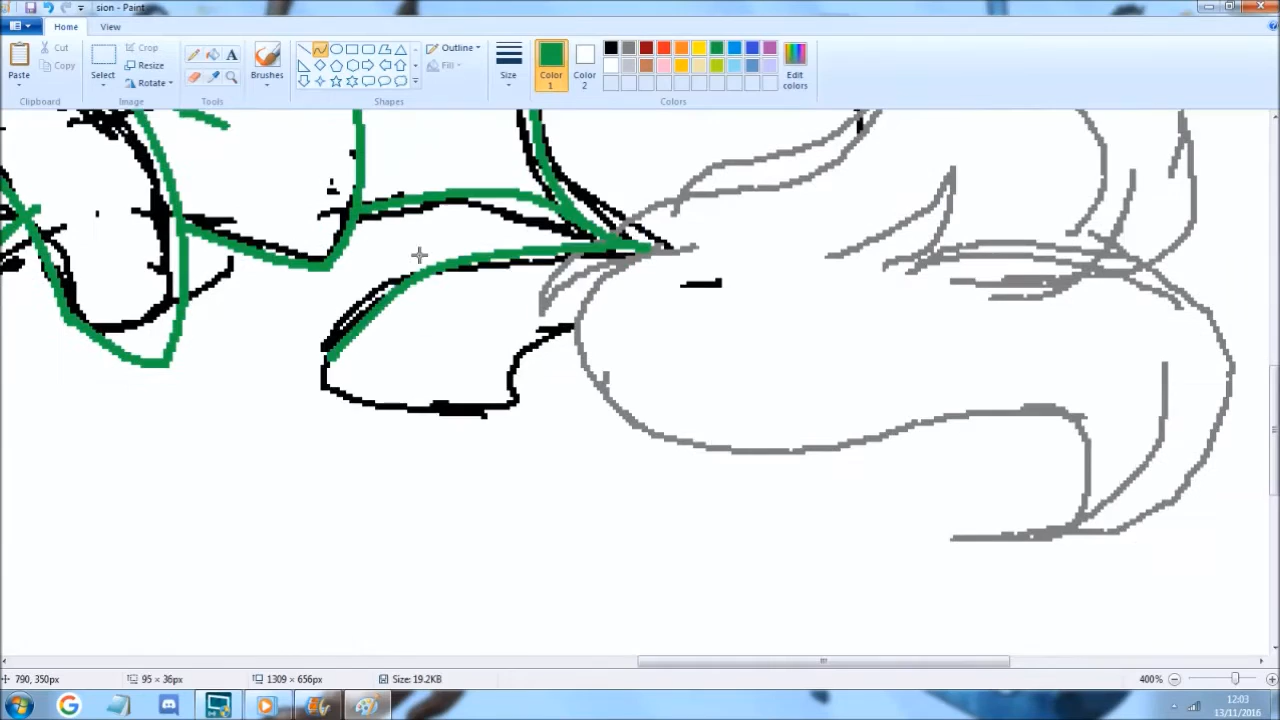 sion - Paint
Home View
Paste
Cut
Copy
Clipboard
Select
Crop
Resize
Rotate
Image
A
Tools
Brushes
Outline
Fill
Shapes
Size
Color 1
Color 2
Edit colors
Colors
790, 350px
95 × 36px
1309 × 656px
Size: 19.2KB
400%
12:03
13/11/2016